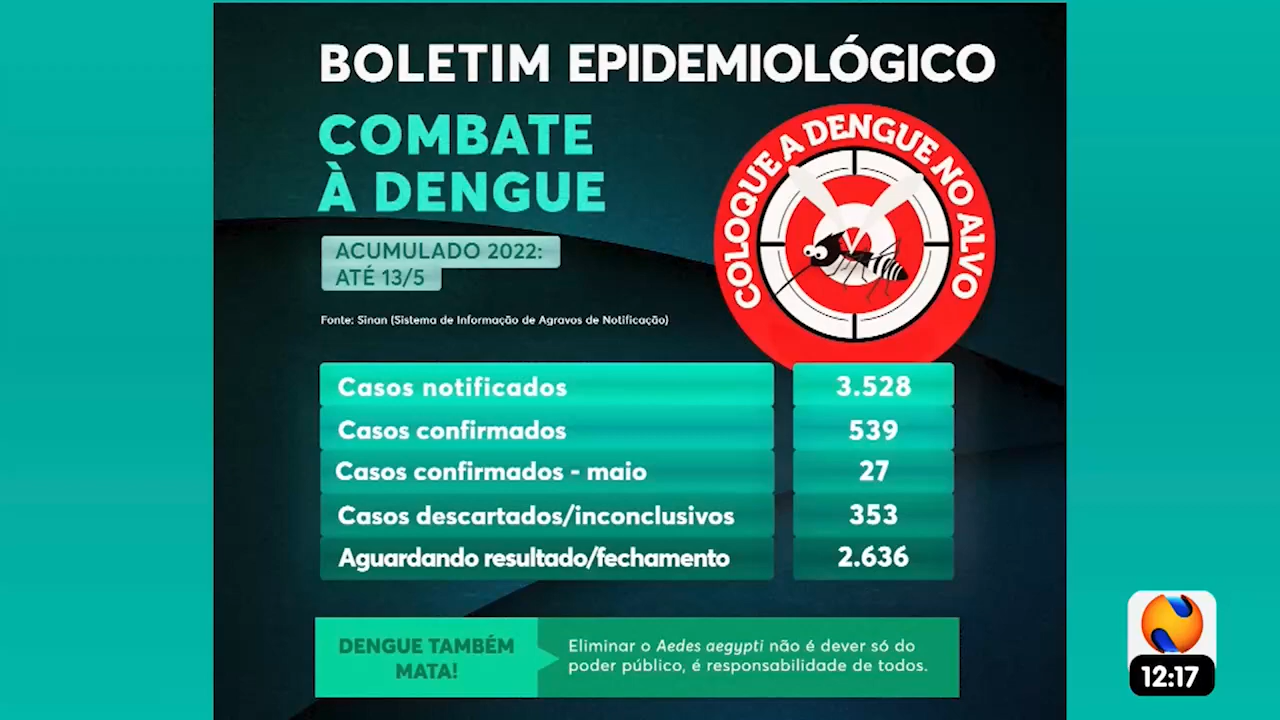 BOLETIM EPIDEMIOLÓGICO
COMBATE
À DENGUE
COLOQUE A DENGUE NO ALVO
ACUMULADO 2022:
ATÉ 13/5
Fonte: Sinan (Sistema de Informação de Agravos de Notificação)
Casos notificados 3.528
Casos confirmados 539
Casos confirmados - maio 27
Casos descartados/inconclusivos 353
Aguardando resultado/fechamento 2.636
DENGUE TAMBÉM
MATA!
Eliminar o Aedes aegypti não é dever só do
poder público, é responsabilidade de todos.
12:17